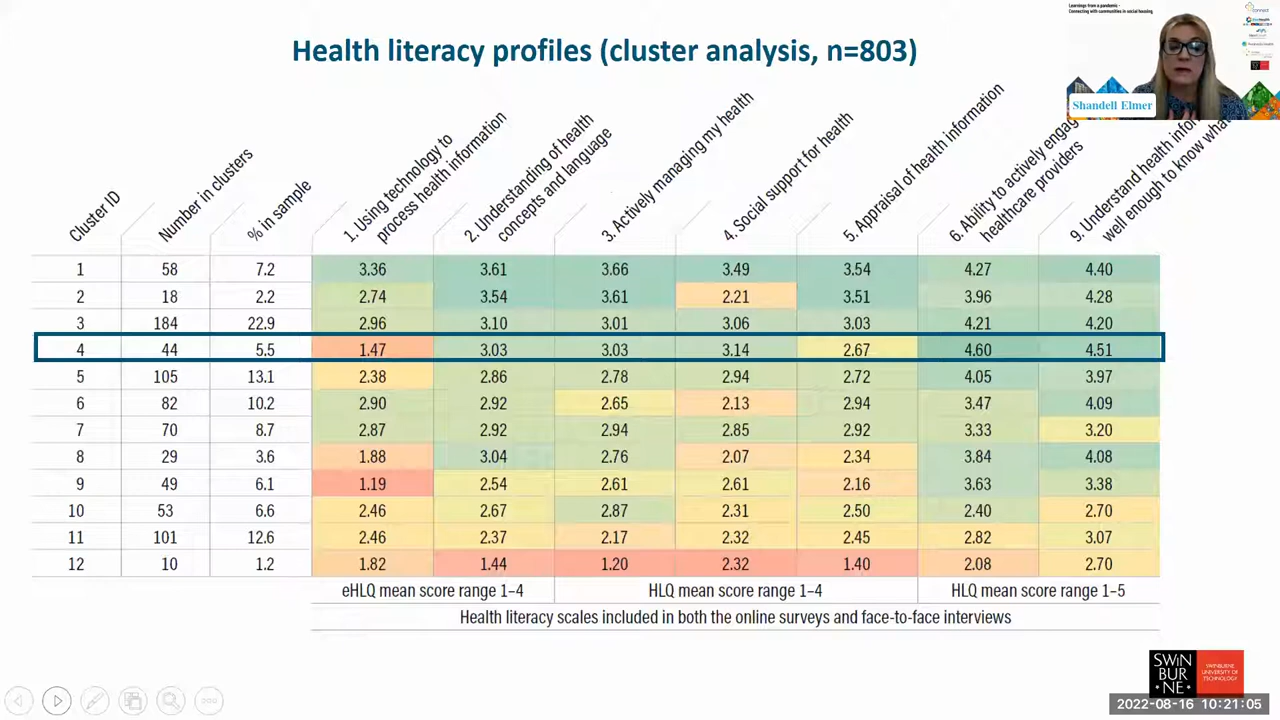 Learnings from a pandemic -
Connecting with communities in social housing
Health literacy profiles (cluster analysis, n=803)
Shandell Elmer
Cluster ID
Number in clusters
% in sample
1. Using technology to
process health information
2. Understanding of health
concepts and language
3. Actively managing my health
4. Social support for health
5. Appraisal of health information
6. Ability to actively engag
healthcare providers
9. Understand health infor
well enough to know what
1 58 7.2 3.36 3.61 3.66 3.49 3.54 4.27 4.40
2 18 2.2 2.74 3.54 3.61 2.21 3.51 3.96 4.28
3 184 22.9 2.96 3.10 3.01 3.06 3.03 4.21 4.20
4 44 5.5 1.47 3.03 3.03 3.14 2.67 4.60 4.51
5 105 13.1 2.38 2.86 2.78 2.94 2.72 4.05 3.97
6 82 10.2 2.90 2.92 2.65 2.13 2.94 3.47 4.09
7 70 8.7 2.87 2.92 2.94 2.85 2.92 3.33 3.20
8 29 3.6 1.88 3.04 2.76 2.07 2.34 3.84 4.08
9 49 6.1 1.19 2.54 2.61 2.61 2.16 3.63 3.38
10 53 6.6 2.46 2.67 2.87 2.31 2.50 2.40 2.70
11 101 12.6 2.46 2.37 2.17 2.32 2.45 2.82 3.07
12 10 1.2 1.82 1.44 1.20 2.32 1.40 2.08 2.70
eHLQ mean score range 1–4 HLQ mean score range 1–4 HLQ mean score range 1–5
Health literacy scales included in both the online surveys and face-to-face interviews
SWIN
BUR
NE
SWINBURNE
UNIVERSITY OF
TECHNOLOGY
2022-08-16 10:21:05